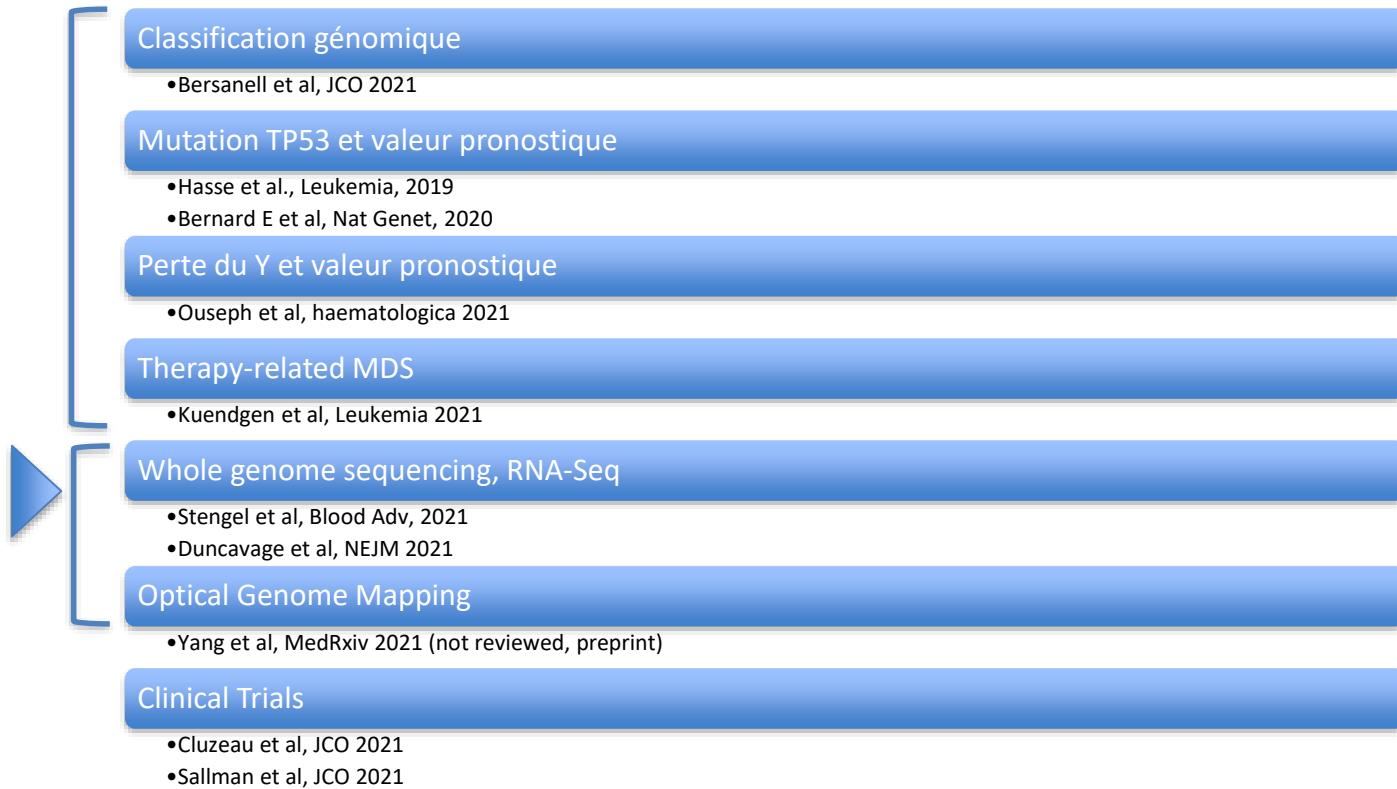 Classification génomique
•Bersanell et al, JCO 2021
Mutation TP53 et valeur pronostique
•Hasse et al., Leukemia, 2019
•Bernard E et al, Nat Genet, 2020
Perte du Y et valeur pronostique
•Ouseph et al, haematologica 2021
Therapy-related MDS
•Kuendgen et al, Leukemia 2021
Whole genome sequencing, RNA-Seq
•Stengel et al, Blood Adv, 2021
•Duncavage et al, NEJM 2021
Optical Genome Mapping
•Yang et al, MedRxiv 2021 (not reviewed, preprint)
Clinical Trials
•Cluzeau et al, JCO 2021
•Sallman et al, JCO 2021